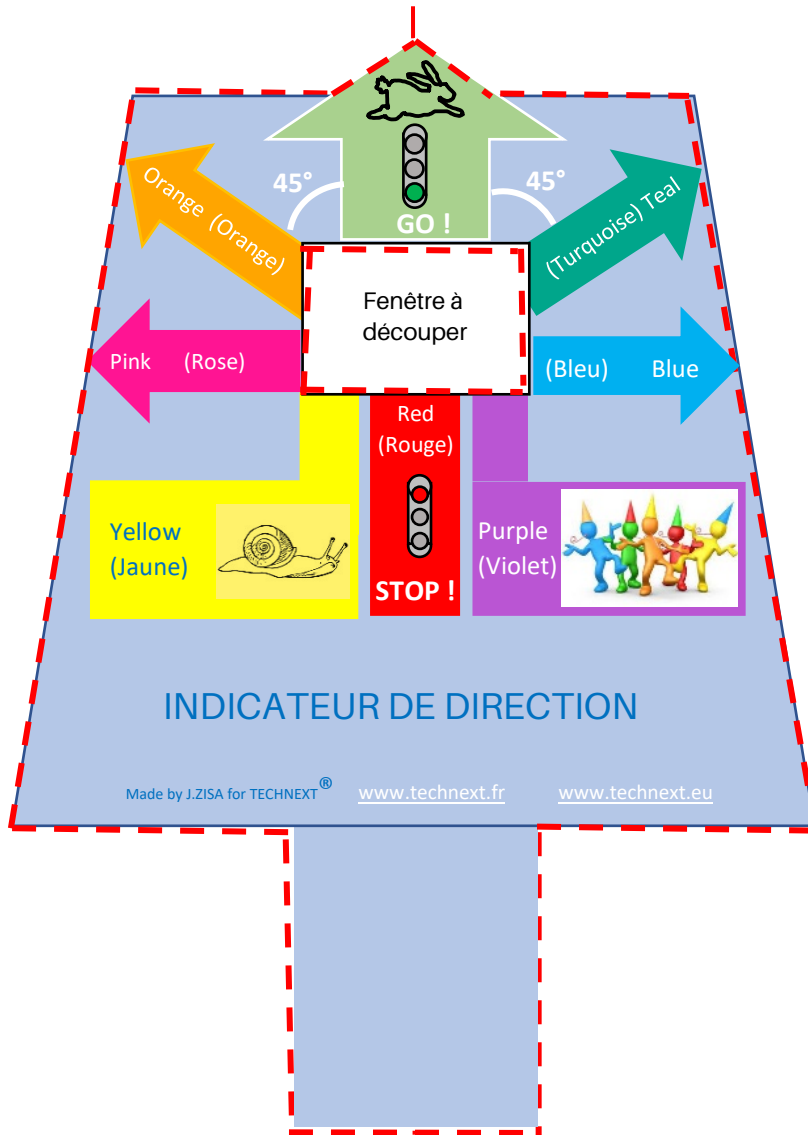 45°
45°
GO !
Orange (Orange)
(Turquoise) Teal
Fenêtre à
découper
Pink (Rose)
(Bleu) Blue
Red
(Rouge)
Yellow
(Jaune)
Purple
(Violet)
STOP !
INDICATEUR DE DIRECTION
Made by J.ZISA for TECHNEXT® www.technext.fr www.technext.eu